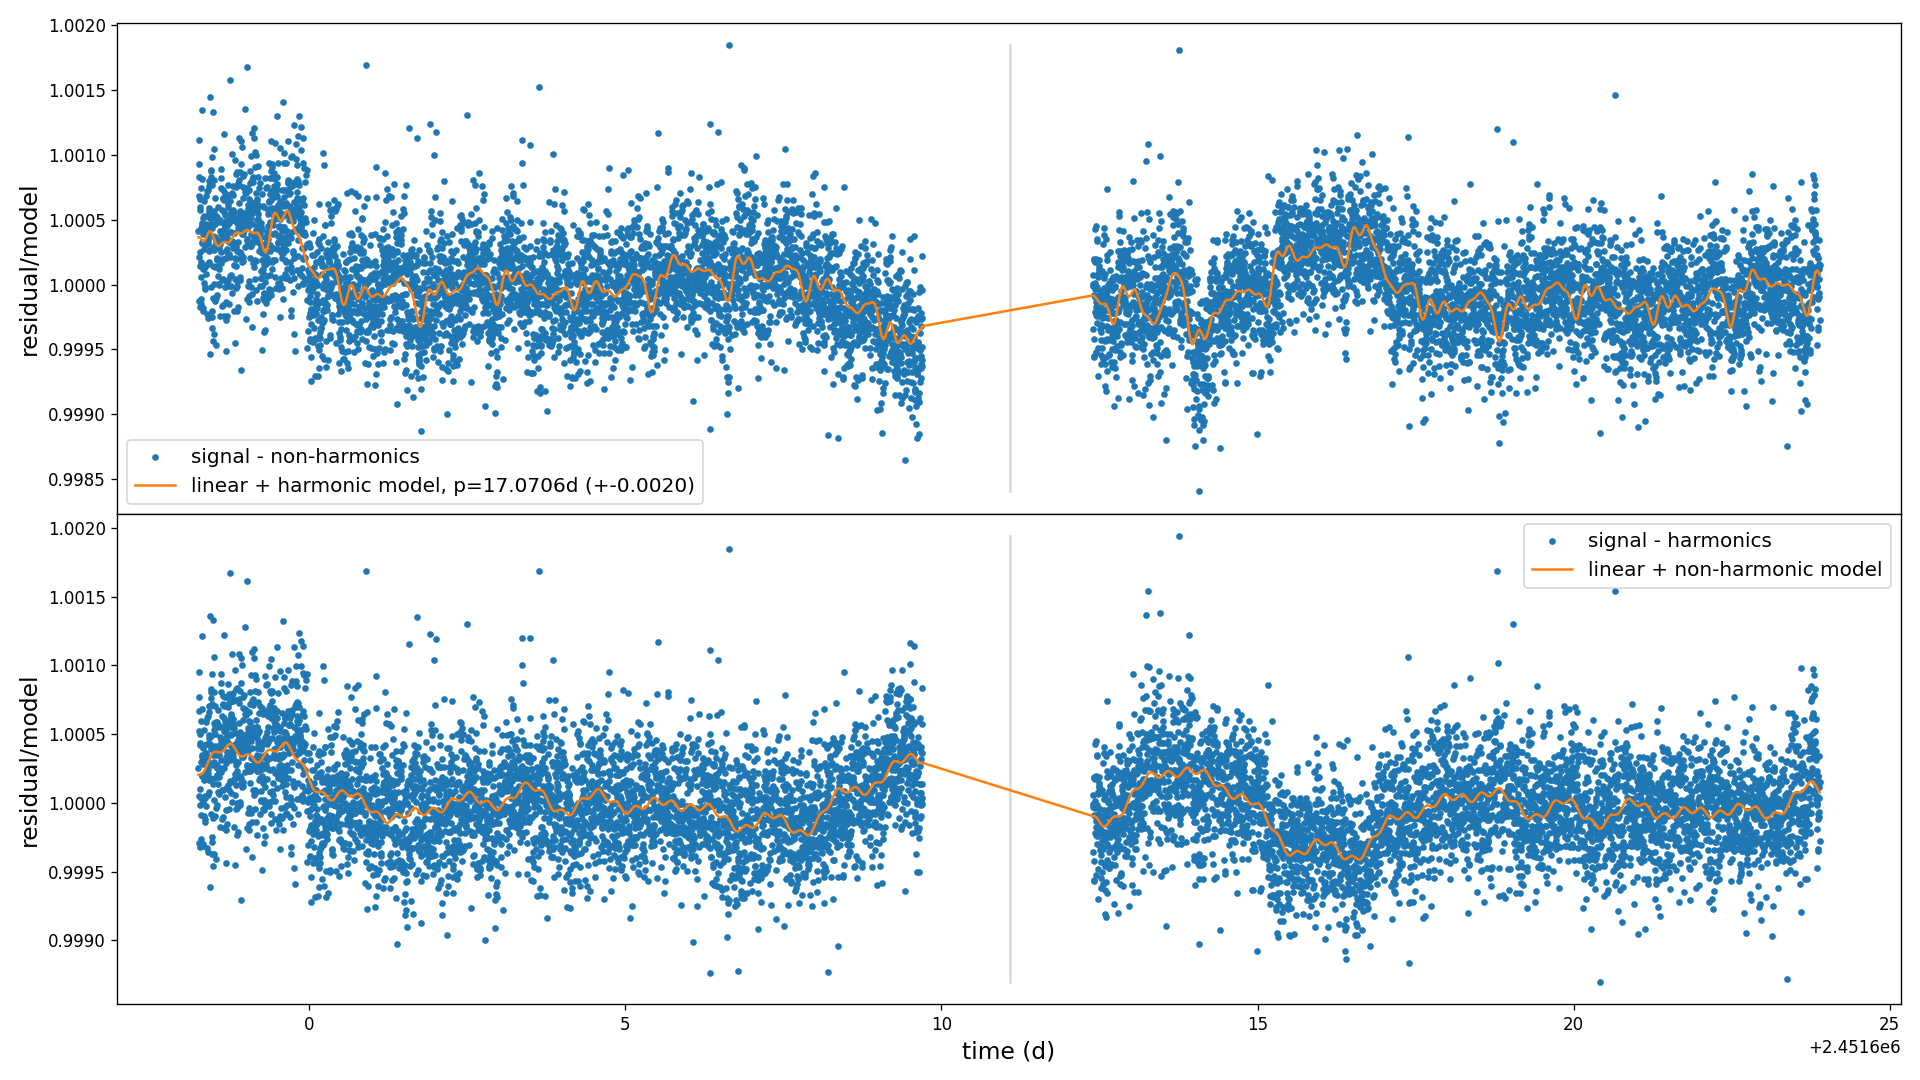 1.0020
1.0015
1.0010
1.0005
1.0000
0.9995
0.9990
0.9985
residual/model
signal - non-harmonics
linear + harmonic model, p=17.0706d (+-0.0020)
1.0020
1.0015
1.0010
1.0005
1.0000
0.9995
0.9990
residual/model
signal - harmonics
linear + non-harmonic model
0
5
10
15
20
25
time (d)
+2.4516e6